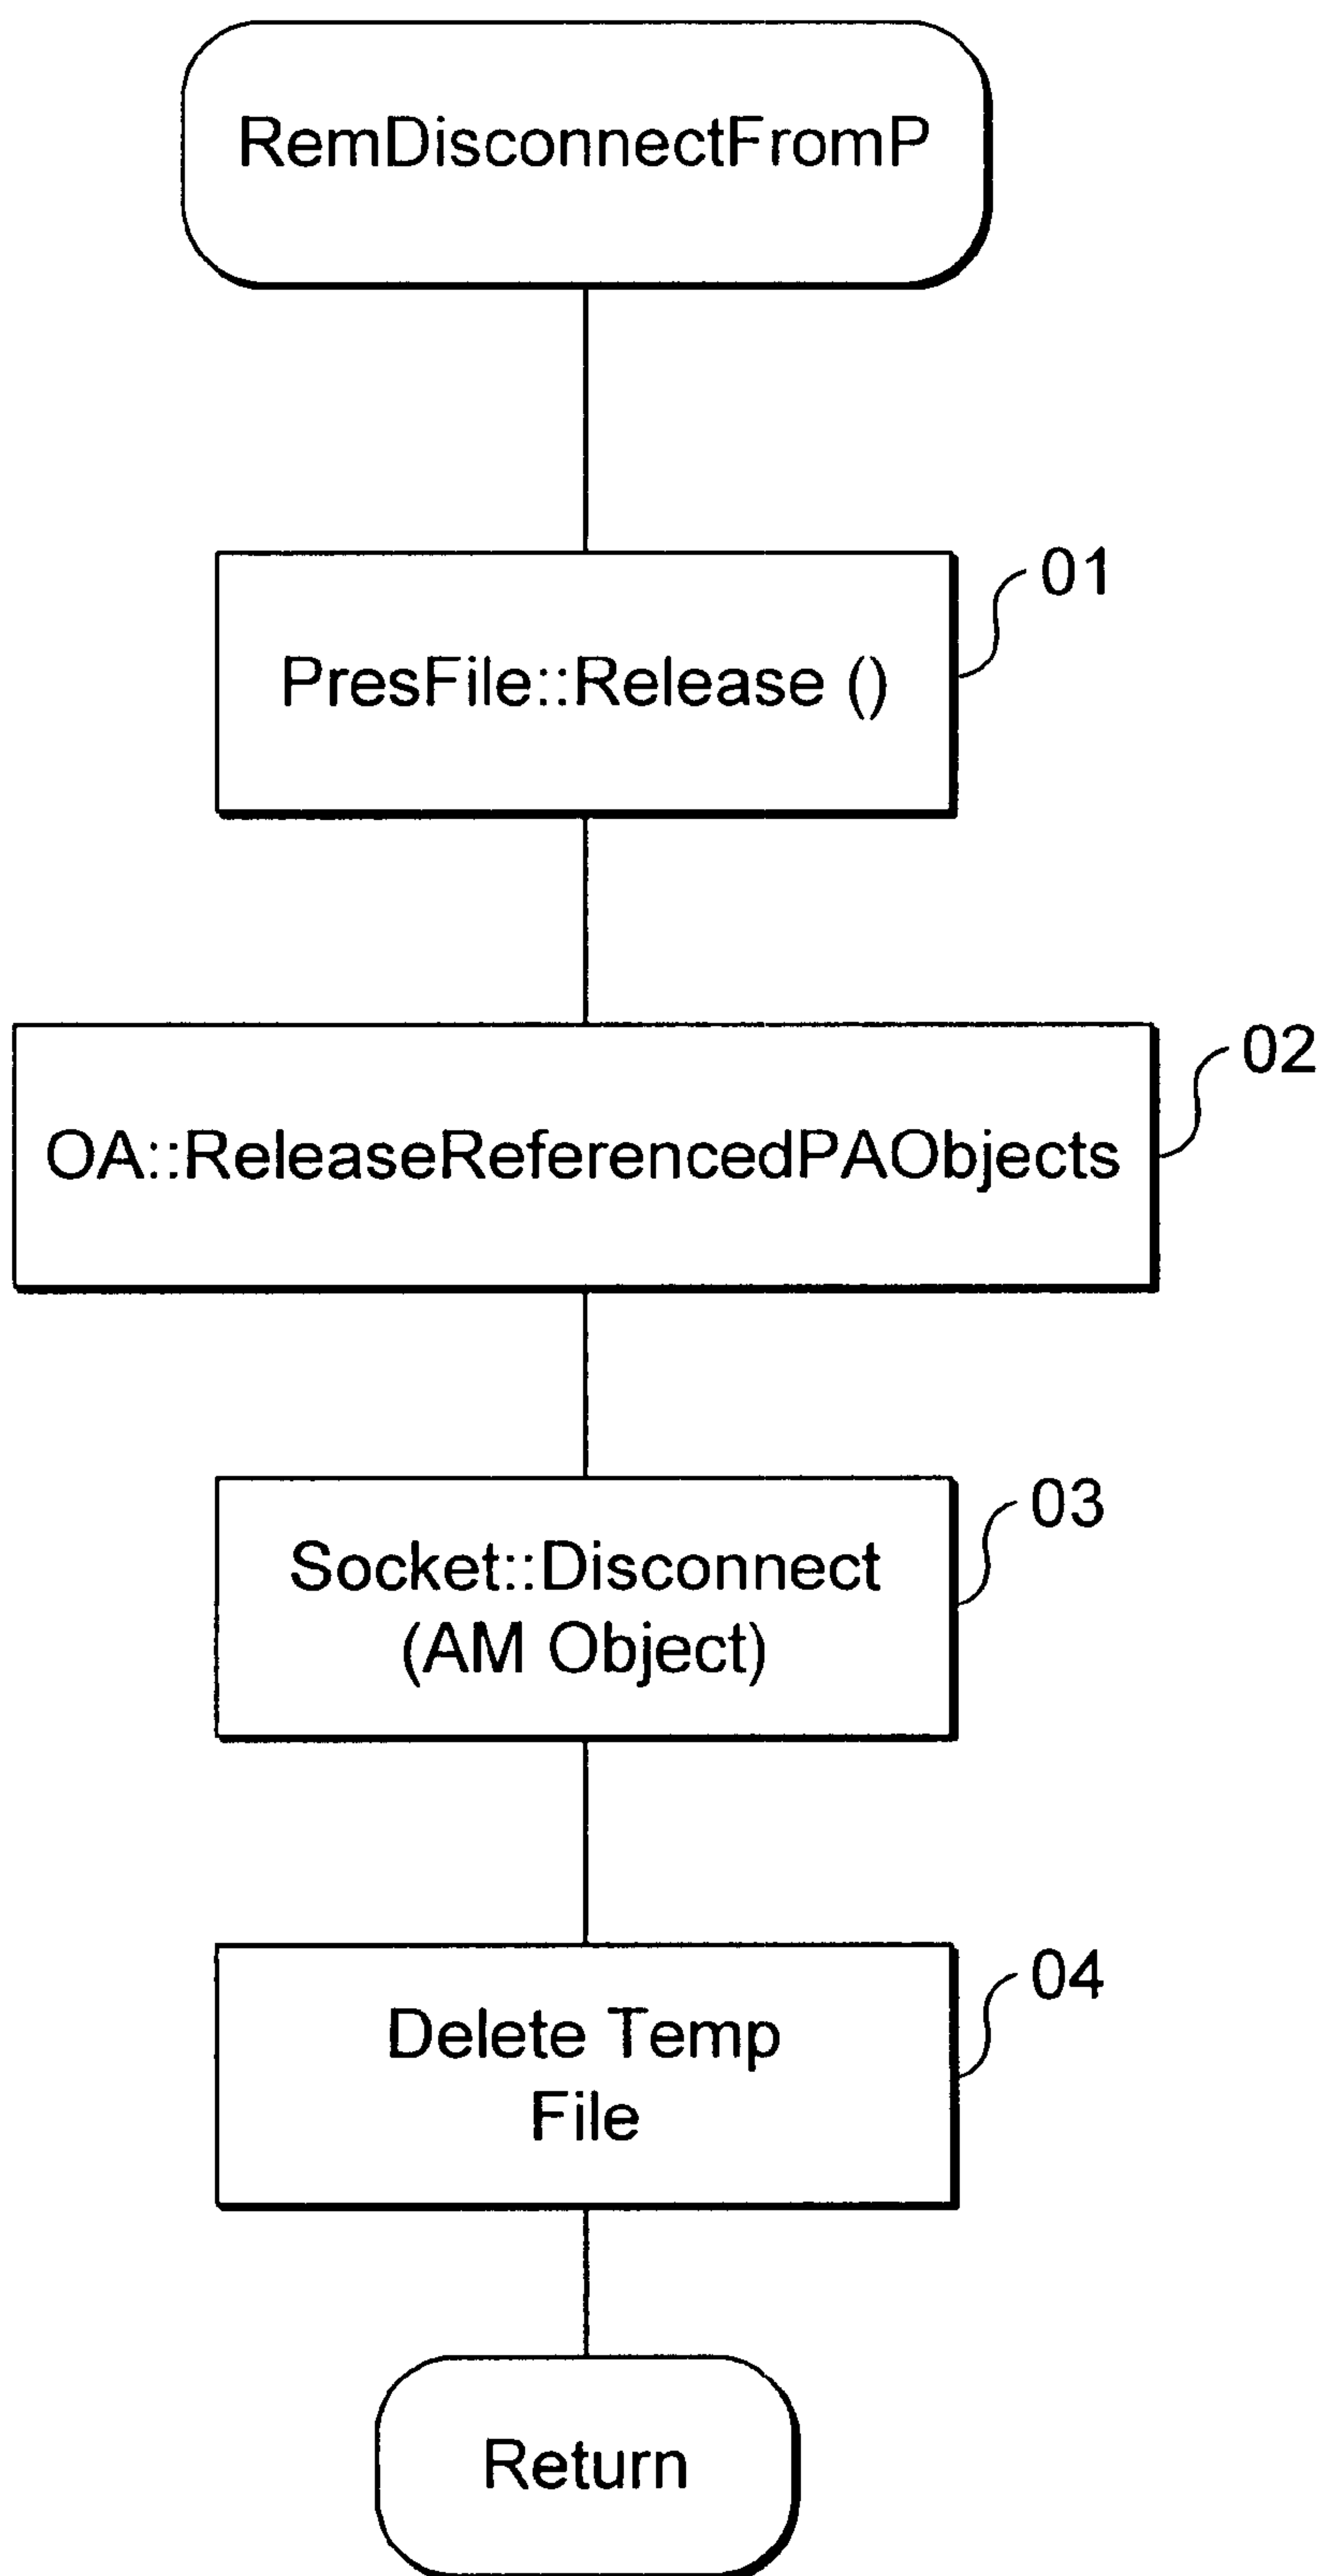 RemDisconnectFromP
01
PresFile::Release ()
02
OA::ReleaseReferencedPAObjects
03
Socket::Disconnect
(AM Object)
04
Delete Temp
File
Return